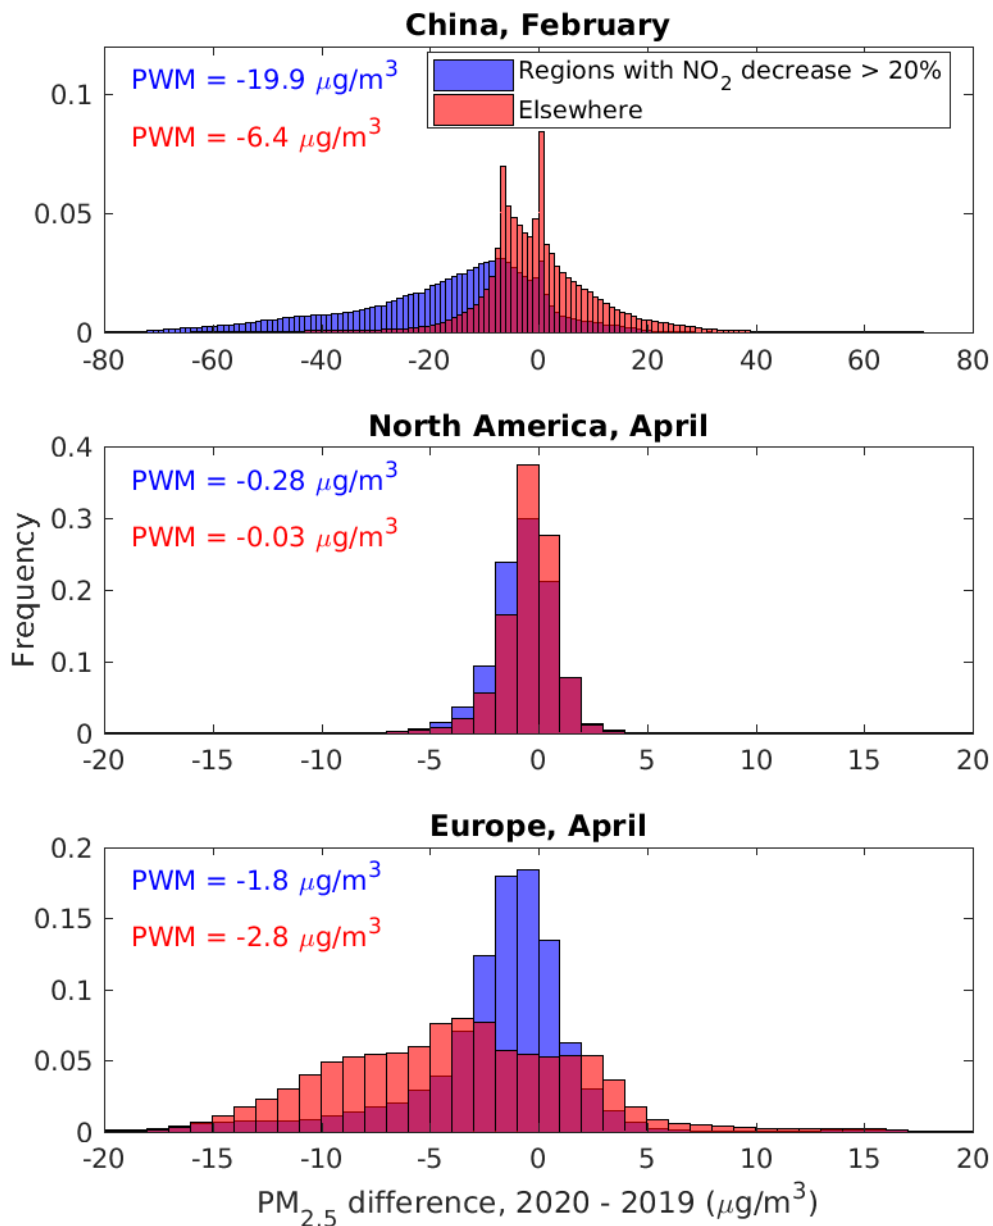 China, February
PWM = -19.9 μg/m³
PWM = -6.4 μg/m³
Regions with NO₂ decrease > 20%
Elsewhere
0.1
0.05
0
-80 -60 -40 -20 0 20 40 60 80
North America, April
PWM = -0.28 μg/m³
PWM = -0.03 μg/m³
Frequency
0.4
0.3
0.2
0.1
0
-20 -15 -10 -5 0 5 10 15 20
Europe, April
PWM = -1.8 μg/m³
PWM = -2.8 μg/m³
0.2
0.15
0.1
0.05
0
-20 -15 -10 -5 0 5 10 15 20
PM₂.₅ difference, 2020 - 2019 (μg/m³)